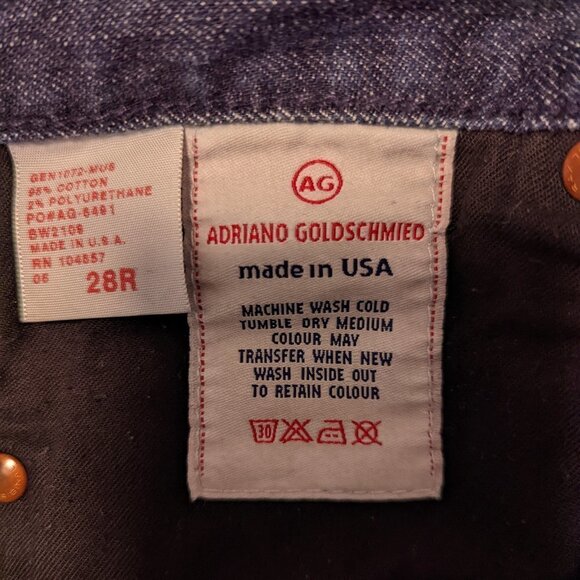 GEN1072-MUS
98% COTTON
2% POLYURETHANE
PO#AG-6491
BW2109
MADE IN U.S.A.
RN 104857
06 28R
AG
ADRIANO GOLDSCHMIED
made in USA
MACHINE WASH COLD
TUMBLE DRY MEDIUM
COLOUR MAY
TRANSFER WHEN NEW
WASH INSIDE OUT
TO RETAIN COLOUR
30